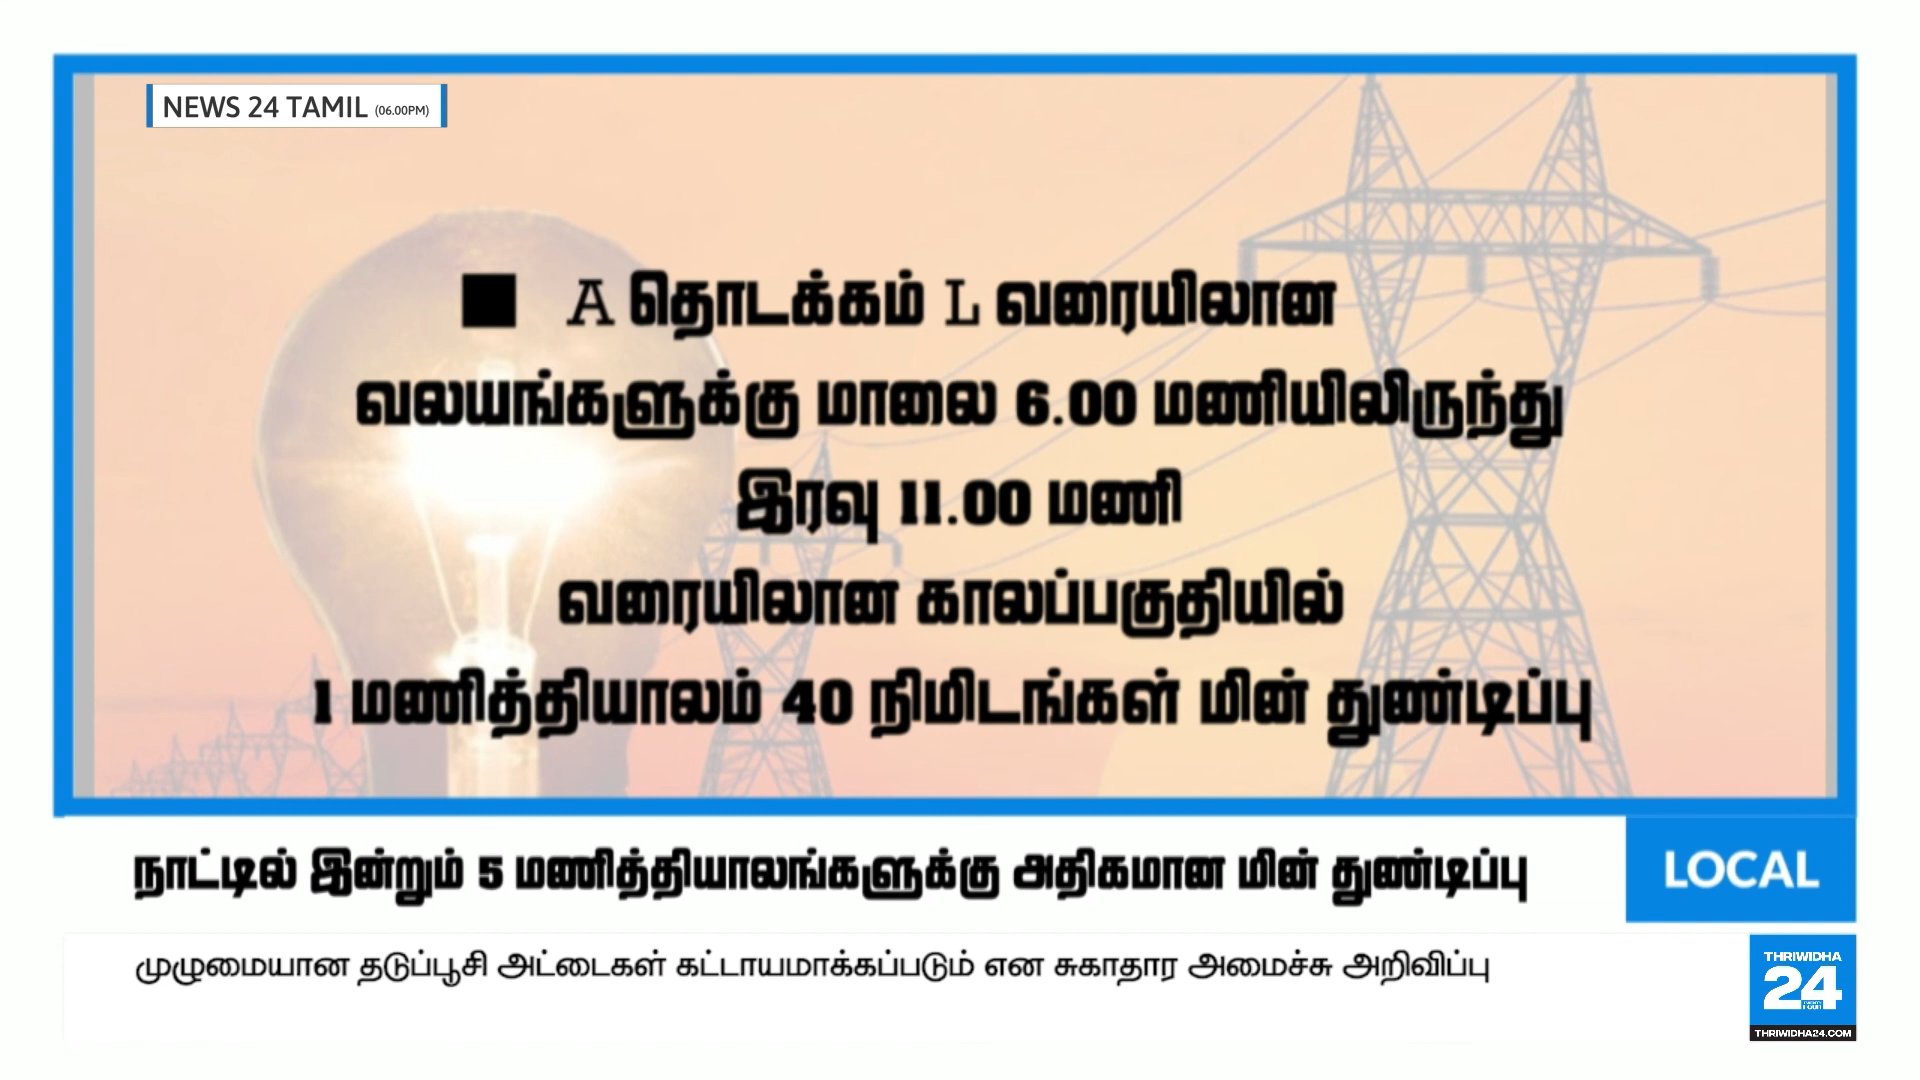 NEWS 24 TAMIL (06.00PM)
■ A தொடக்கம் L வரையிலான
வலயங்களுக்கு மாலை 6.00 மணியிலிருந்து
இரவு 11.00 மணி
வரையிலான காலப்பகுதியில்
1 மணித்தியாலம் 40 நிமிடங்கள் மின் துண்டிப்பு
நாட்டில் இன்றும் 5 மணித்தியாலங்களுக்கு அதிகமான மின் துண்டிப்பு
LOCAL
முழுமையான தடுப்பூசி அட்டைகள் கட்டாயமாக்கப்படும் என சுகாதார அமைச்சு அறிவிப்பு
THRIWIDHA
24
TWENTY
FOUR
THRIWIDHA24.COM